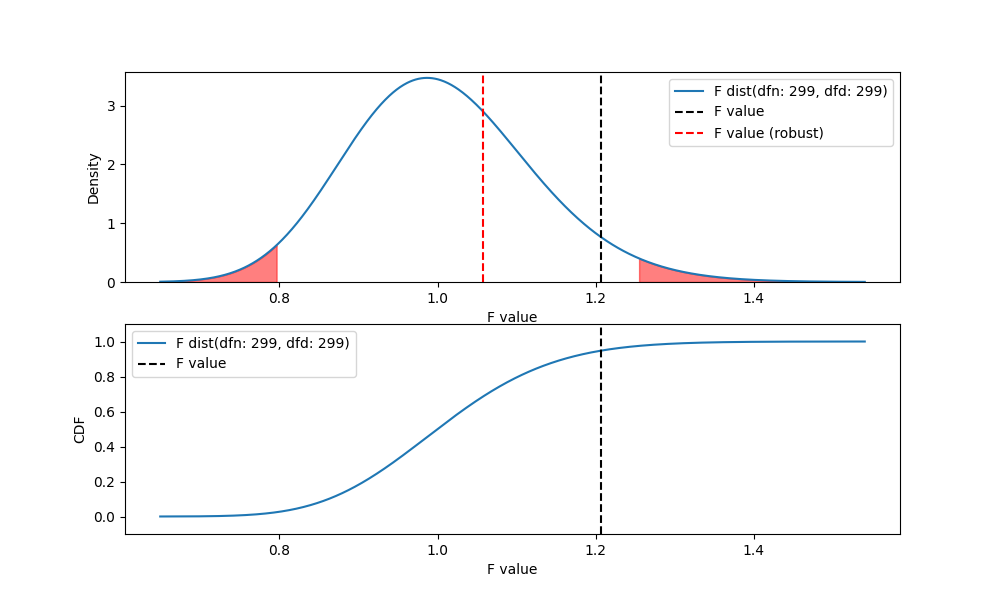 F dist(dfn: 299, dfd: 299)
F value
F value (robust)
3
2
1
0
Density
0.8 1.0 1.2 1.4
F value
F dist(dfn: 299, dfd: 299)
F value
1.0
0.8
0.6
0.4
0.2
0.0
CDF
0.8 1.0 1.2 1.4
F value